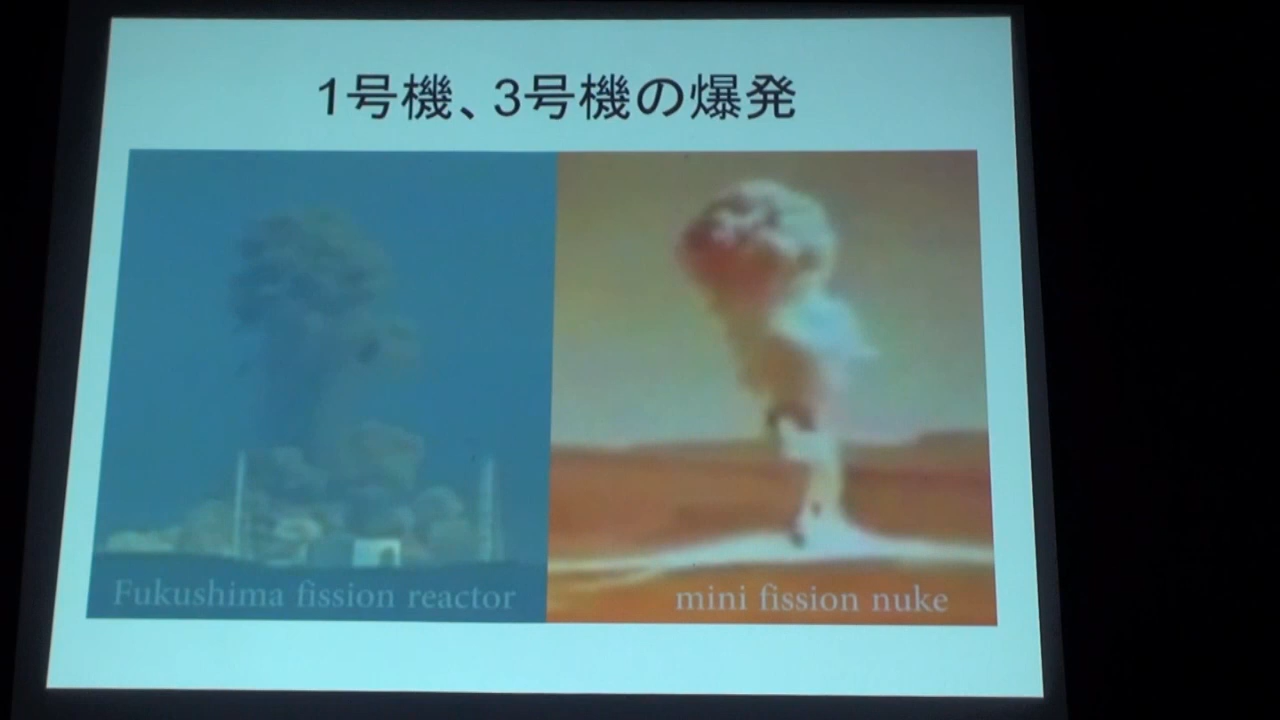 1号機、3号機の爆発
Fukushima fission reactor
mini fission nuke